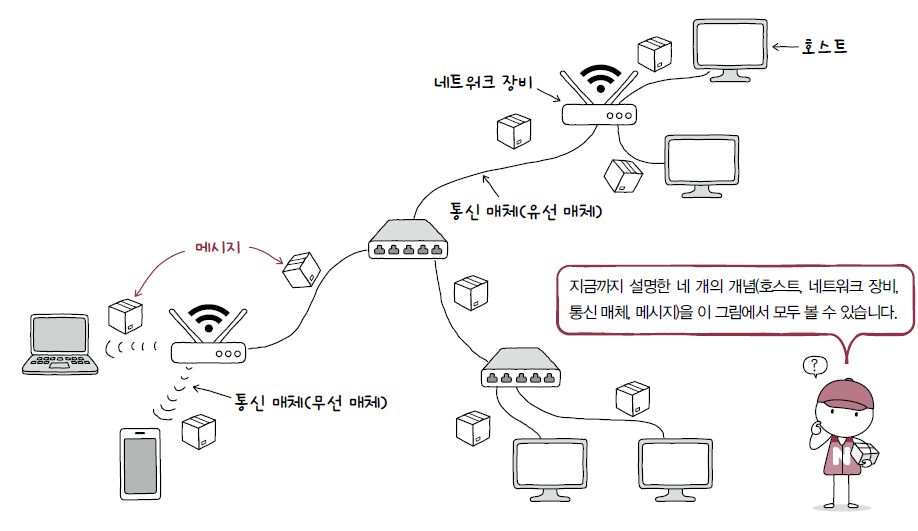 호스트
네트워크 장비
통신 매체(유선 매체)
메시지
지금까지 설명한 네 개의 개념(호스트, 네트워크 장비,
통신 매체, 메시지)을 이 그림에서 모두 볼 수 있습니다.
?
통신 매체(무선 매체)
N